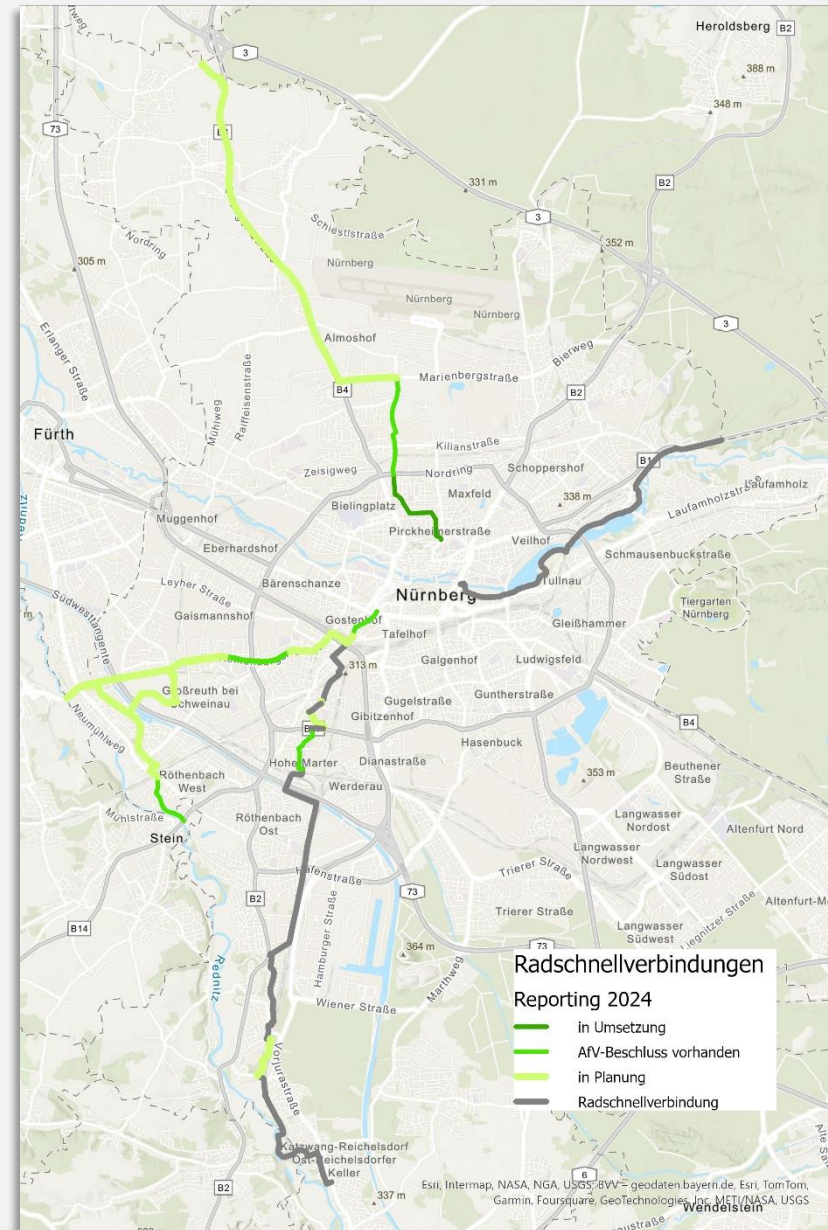 Heroldsberg
B2
3
388 m
348 m
73
B4
331 m
B2
3
352 m
Schiestlstraße
Nordring
Nürnberg
305 m
Nürnberg
Nürnberg
3
Erlanger Straße
Almoshof
Raiffeisenstraße
Mühlweg
B4
Marienbergstraße
Bierweg
B2
Fürth
Kilianstraße
Zeisigweg
Nordring
Schoppershof
Laufamholz
Bielingplatz
Maxfeld
338 m
Laufamholzstraße
Muggenhof
Pirckheimerstraße
Veilhof
Eberhardshof
Schmausenbuckstraße
Leyher Straße
Bärenschanze
Nürnberg
Tullnau
Südwesttangente
Gaismannshof
Gostenhof
Tiergarten
Nürnberg
Tafelhof
Gleißhammer
313 m
Galgenhof
Ludwigsfeld
Großreuth bei
Schweinau
Gugelstraße
Guntherstraße
Neumühlweg
Gibitzenhof
B4
Hasenbuck
Hohe Marter
Dianastraße
353 m
Beuthener
Straße
Röthenbach
West
Werderau
Mühlstraße
Röthenbach
Ost
Langwasser
Nordost
Altenfurt Nord
Stein
Langwasser
Nordwest
Langwasser
Südost
Hafenstraße
Trierer Straße
B2
73
Altenfurt-Mo
Trierer Straße
Liegnitzer Straße
B14
Hamburger Straße
Langwasser
Südwest
364 m
73
Rednitz
Marthweg
Wiener Straße
Radschnellverbindungen
Reporting 2024
in Umsetzung
AfV-Beschluss vorhanden
in Planung
Radschnellverbindung
Vorjurastraße
Katzwang-Reichelsdorf
Ost-Reichelsdorfer
Keller
B2
337 m
6
Esri, Intermap, NASA, NGA, USGS, BVV – geodaten.bayern.de, Esri, TomTom,
Garmin, Foursquare, GeoTechnologies, Inc, METI/NASA, USGS
Wendelstein